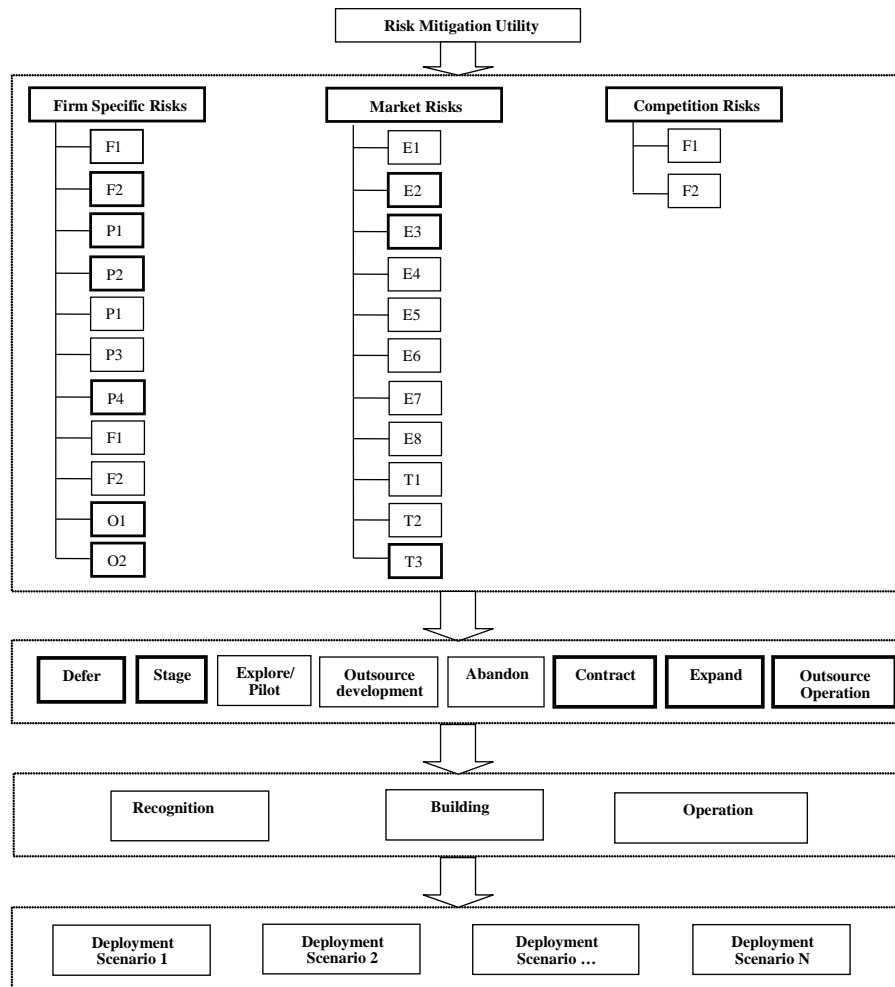 Risk Mitigation Utility
Firm Specific Risks
F1
F2
P1
P2
P1
P3
P4
F1
F2
O1
O2
Market Risks
E1
E2
E3
E4
E5
E6
E7
E8
T1
T2
T3
Competition Risks
F1
F2
Defer
Stage
Explore/
Pilot
Outsource
development
Abandon
Contract
Expand
Outsource
Operation
Recognition
Building
Operation
Deployment
Scenario 1
Deployment
Scenario 2
Deployment
Scenario …
Deployment
Scenario N